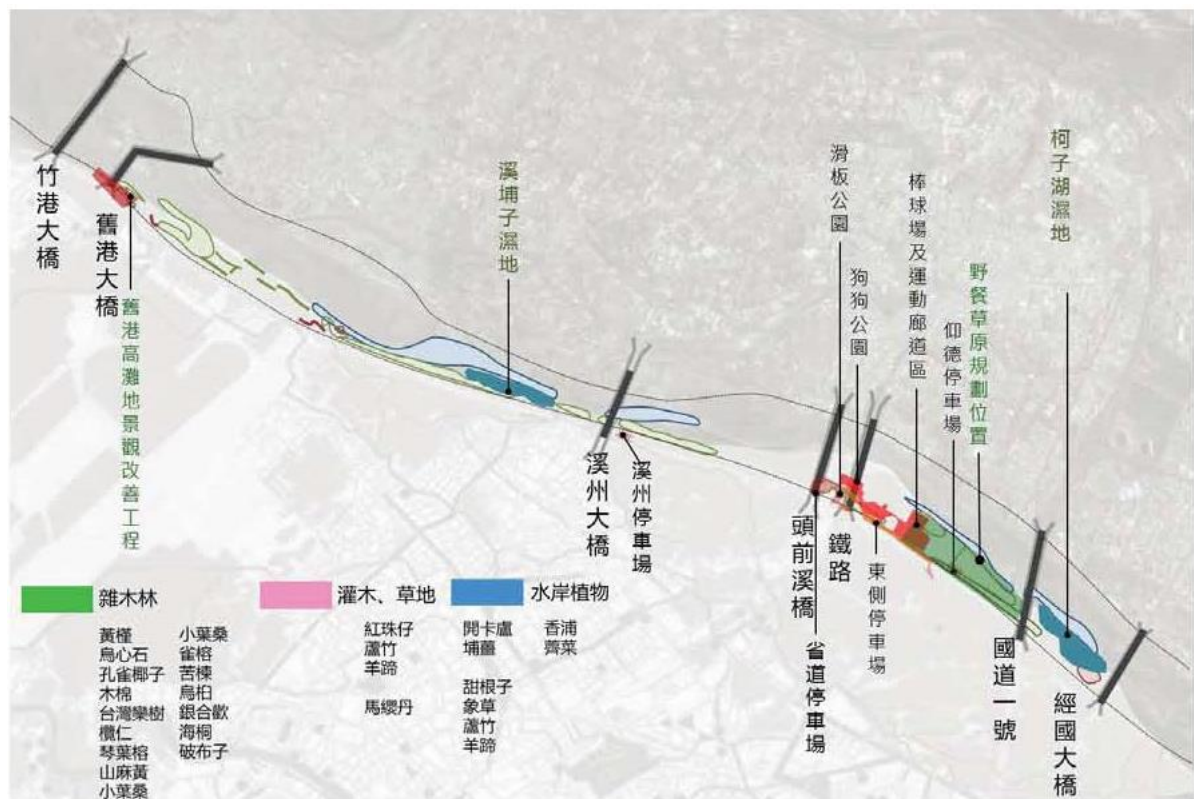 竹港大橋
舊港大橋
舊港高灘地景觀改善工程
溪埔子濕地
溪州大橋
溪州停車場
滑板公園
狗狗公園
棒球場及運動廊道區
仰德停車場
野餐草原規劃位置
柯子湖濕地
頭前溪橋
省道停車場
鐵路
東側停車場
國道一號
經國大橋
雜木林
黃槿
烏心石
孔雀椰子
木棉
台灣欒樹
欖仁
琴葉榕
山麻黃
小葉桑
小葉桑
雀榕
苦楝
烏桕
銀合歡
海桐
破布子
灌木、草地
紅珠仔
蘆竹
羊蹄
馬纓丹
水岸植物
開卡盧
埔薑
甜根子
象草
蘆竹
羊蹄
香浦
薺菜